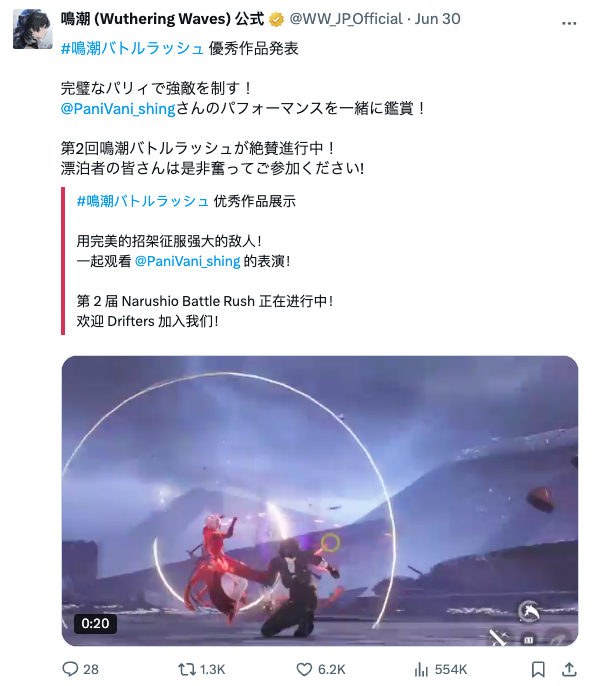 鳴潮 (Wuthering Waves) 公式 @WW_JP_Official · Jun 30
#鳴潮バトルラッシュ 優秀作品発表
完璧なパリィで強敵を制す！
@PaniVani_shingさんのパフォーマンスを一緒に鑑賞！
第2回鳴潮バトルラッシュが絶賛進行中！
漂泊者の皆さんは是非奮ってご参加ください!
#鳴潮バトルラッシュ 优秀作品展示
用完美的招架征服强大的敌人！
一起观看 @PaniVani_shing 的表演！
第 2 届 Narushio Battle Rush 正在进行中！
欢迎 Drifters 加入我们！
0:20
28 1.3K 6.2K 554K